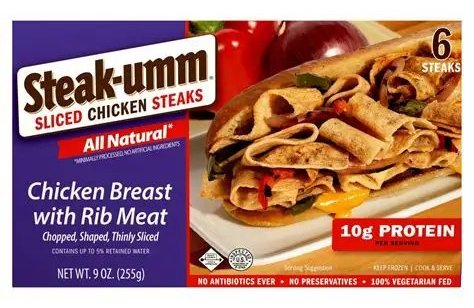 Steak-umm®
SLICED CHICKEN STEAKS
All Natural*
*MINIMALLY PROCESSED, NO ARTIFICIAL INGREDIENTS
6
STEAKS
Chicken Breast
with Rib Meat
Chopped, Shaped, Thinly Sliced
CONTAINS UP TO 5% RETAINED WATER
NET WT. 9 OZ. (255g)
10g PROTEIN
PER SERVING
Serving Suggestion
KEEP FROZEN | COOK & SERVE
NO ANTIBIOTICS EVER • NO PRESERVATIVES • 100% VEGETARIAN FED